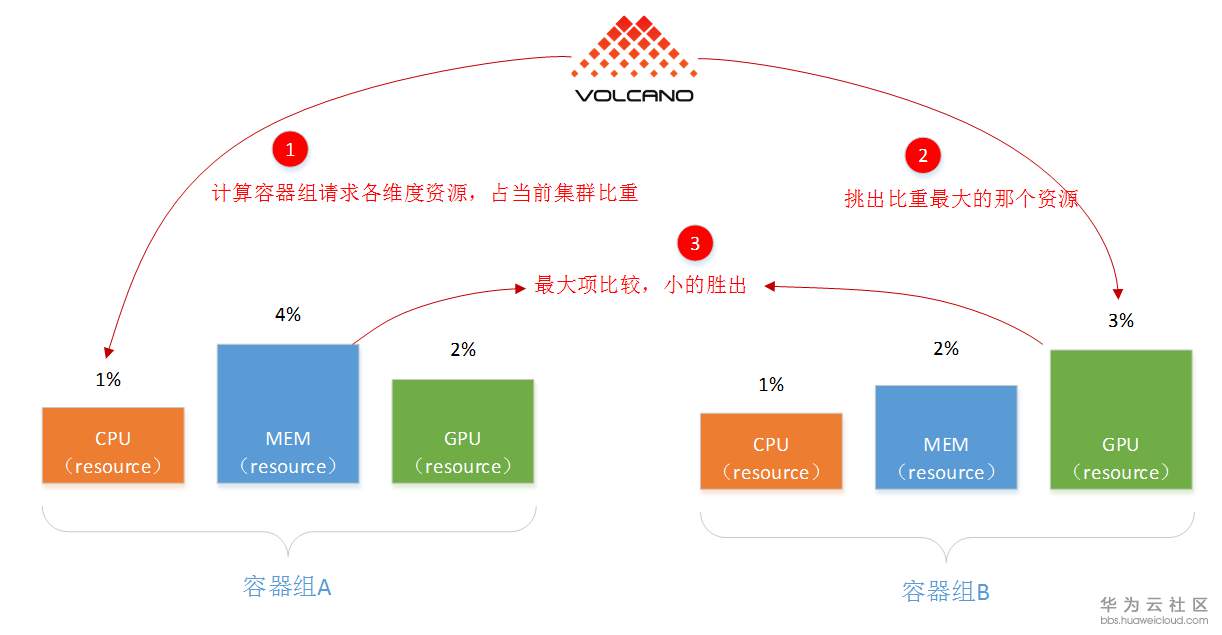 VOLCANO
1
计算容器组请求各维度资源，占当前集群比重
2
挑出比重最大的那个资源
3
最大项比较，小的胜出
1%
4%
2%
CPU
（resource）
MEM
（resource）
GPU
（resource）
容器组A
1%
2%
3%
CPU
（resource）
MEM
（resource）
GPU
（resource）
容器组B
华为云社区
bbs.huaweicloud.com